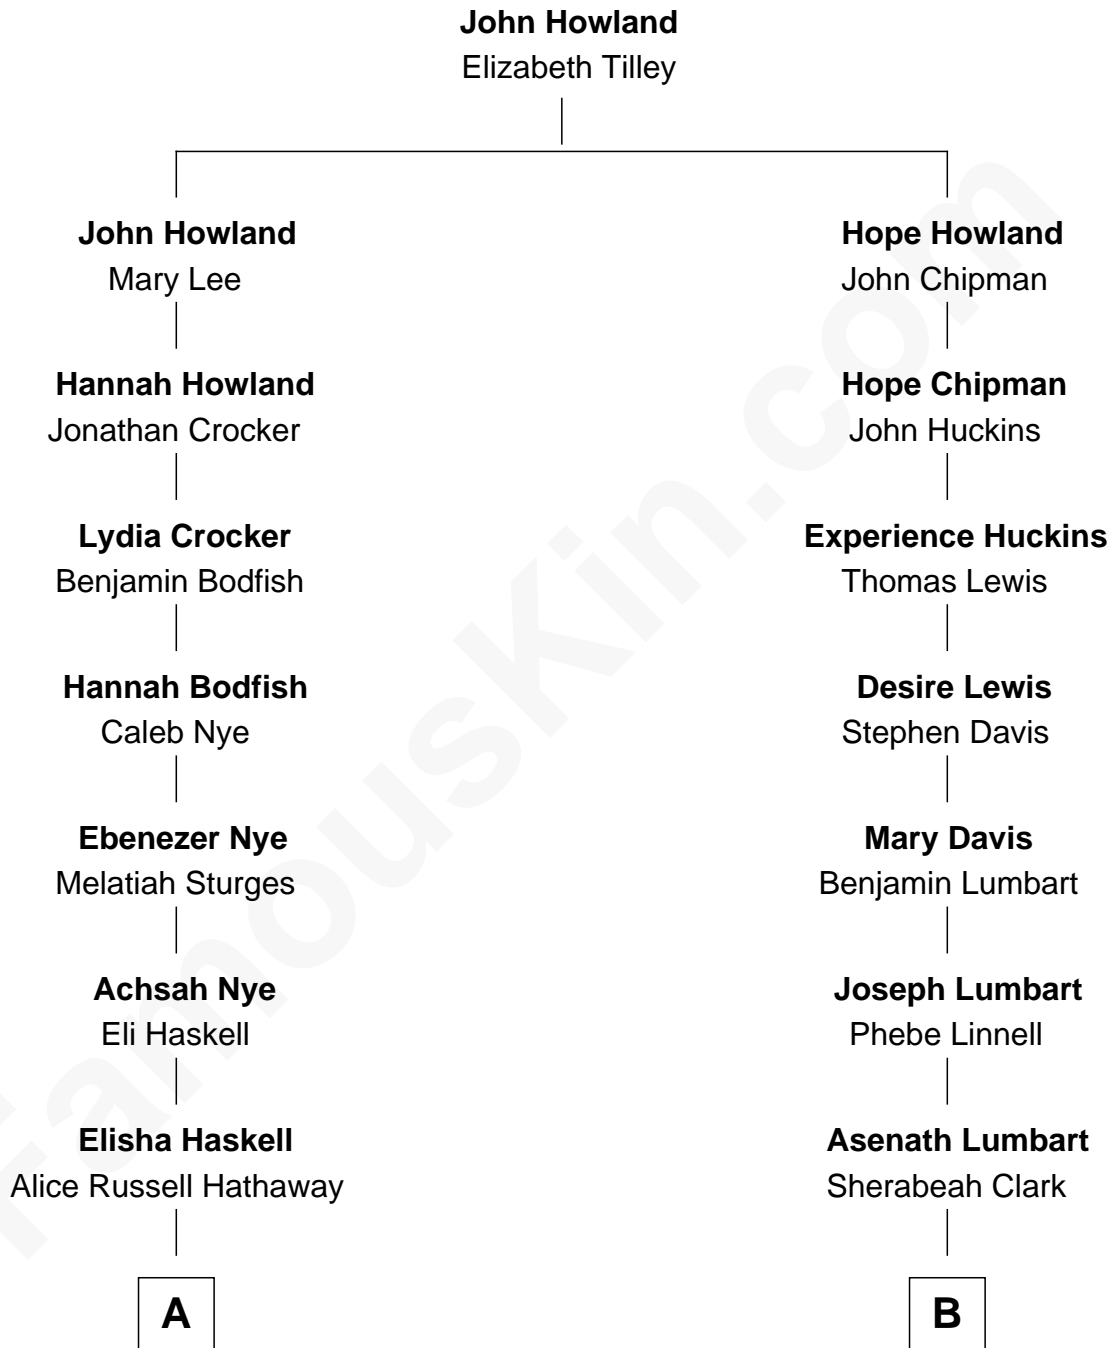 John Howland
Elizabeth Tilley
John Howland
Mary Lee
Hope Howland
John Chipman
Hannah Howland
Jonathan Crocker
Hope Chipman
John Huckins
Lydia Crocker
Benjamin Bodfish
Experience Huckins
Thomas Lewis
Hannah Bodfish
Caleb Nye
Desire Lewis
Stephen Davis
Ebenezer Nye
Melatiah Sturges
Mary Davis
Benjamin Lumbart
Achsah Nye
Eli Haskell
Joseph Lumbart
Phebe Linnell
Elisha Haskell
Alice Russell Hathaway
Asenath Lumbart
Sherabeah Clark
A
B
FamousKin.com